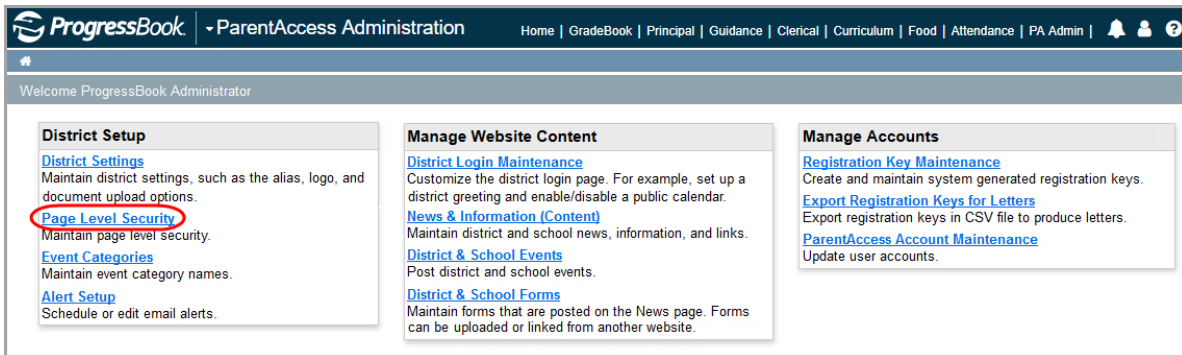 ProgressBook. ParentAccess Administration Home | GradeBook | Principal | Guidance | Clerical | Curriculum | Food | Attendance | PA Admin |
Welcome ProgressBook Administrator
District Setup
District Settings
Maintain district settings, such as the alias, logo, and
document upload options.
Page Level Security
Maintain page level security.
Event Categories
Maintain event category names.
Alert Setup
Schedule or edit email alerts.
Manage Website Content
District Login Maintenance
Customize the district login page. For example, set up a
district greeting and enable/disable a public calendar.
News & Information (Content)
Maintain district and school news, information, and links.
District & School Events
Post district and school events.
District & School Forms
Maintain forms that are posted on the News page. Forms
can be uploaded or linked from another website.
Manage Accounts
Registration Key Maintenance
Create and maintain system generated registration keys.
Export Registration Keys for Letters
Export registration keys in CSV file to produce letters.
ParentAccess Account Maintenance
Update user accounts.